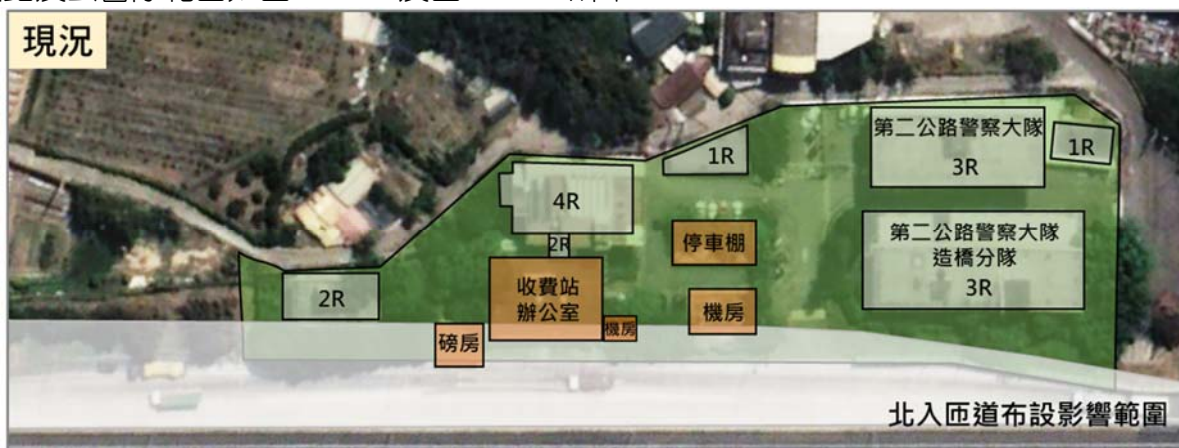 現況
第二公路警察大隊
3R
1R
1R
4R
2R
停車棚
第二公路警察大隊
造橋分隊
3R
2R
收費站
辦公室
機房
機房
磅房
北入匝道布設影響範圍